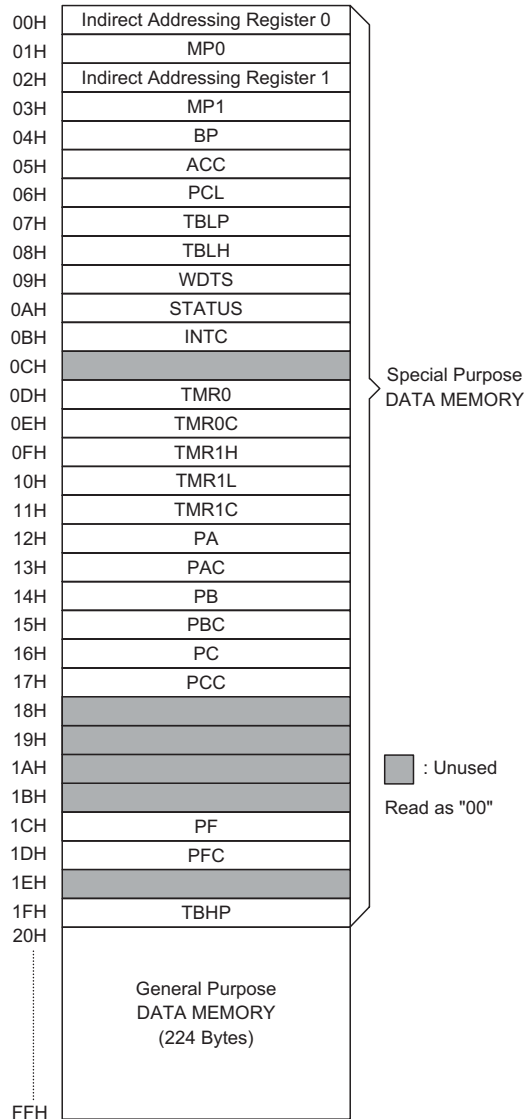 00H Indirect Addressing Register 0
01H MP0
02H Indirect Addressing Register 1
03H MP1
04H BP
05H ACC
06H PCL
07H TBLP
08H TBLH
09H WDTS
0AH STATUS
0BH INTC
0CH
0DH TMR0
0EH TMR0C
0FH TMR1H
10H TMR1L
11H TMR1C
12H PA
13H PAC
14H PB
15H PBC
16H PC
17H PCC
18H
19H
1AH
1BH
1CH PF
1DH PFC
1EH
1FH TBHP
20H
General Purpose
DATA MEMORY
(224 Bytes)
FFH
Special Purpose
DATA MEMORY
: Unused
Read as "00"